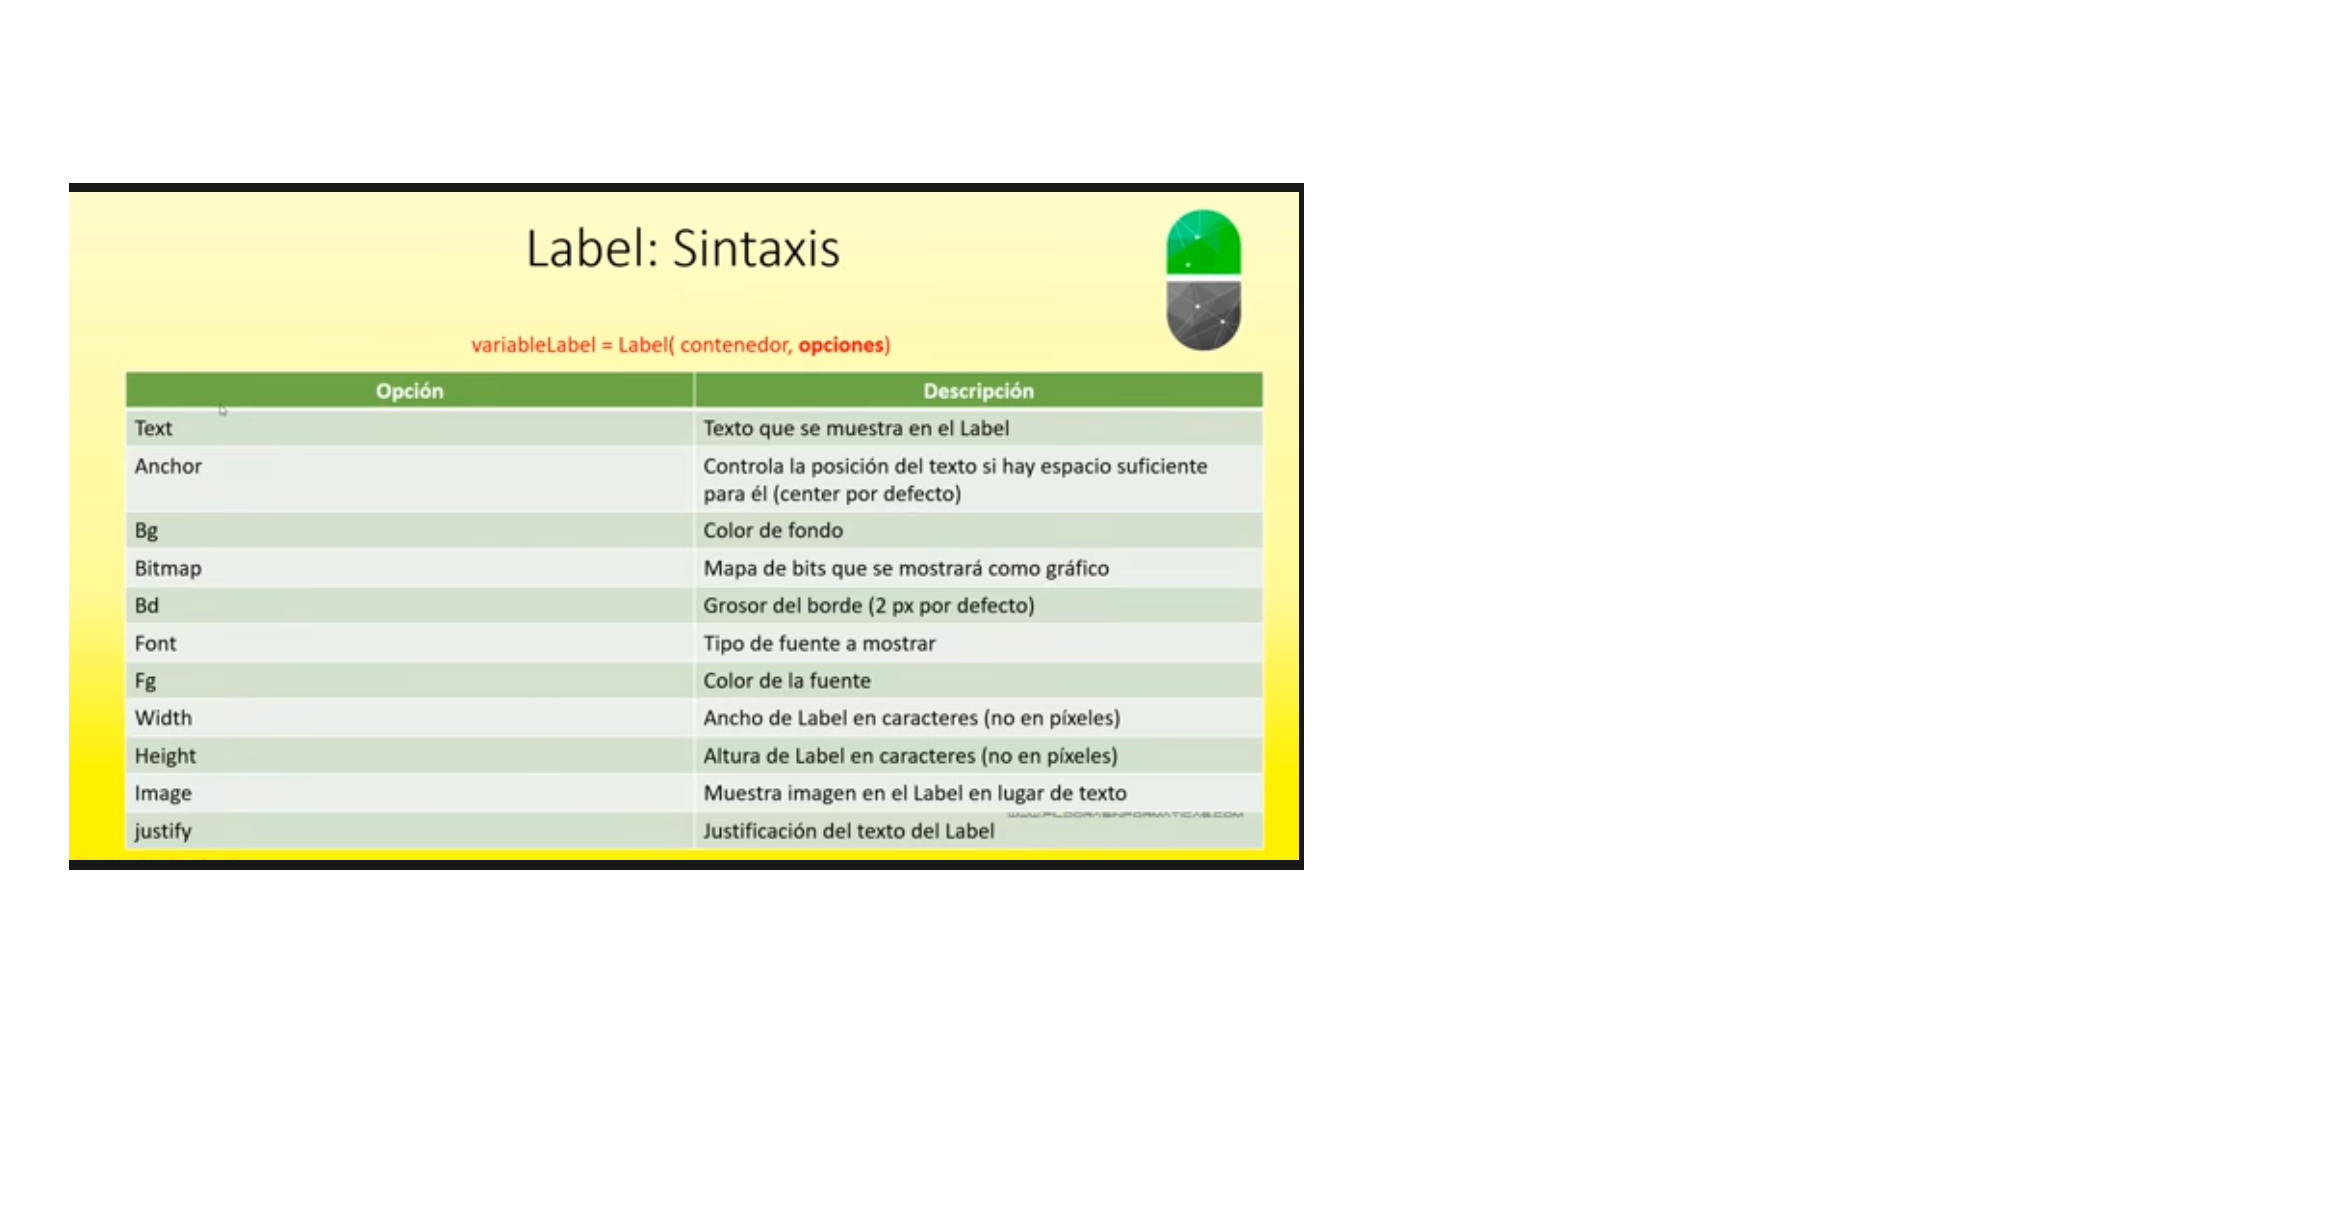 Label: Sintaxis
variableLabel = Label( contenedor, opciones)
Opción Descripción
Text Texto que se muestra en el Label
Anchor Controla la posición del texto si hay espacio suficiente
para él (center por defecto)
Bg Color de fondo
Bitmap Mapa de bits que se mostrará como gráfico
Bd Grosor del borde (2 px por defecto)
Font Tipo de fuente a mostrar
Fg Color de la fuente
Width Ancho de Label en caracteres (no en píxeles)
Height Altura de Label en caracteres (no en píxeles)
Image Muestra imagen en el Label en lugar de texto
WWW.PILDORASINFORMATICAS.COM
justify Justificación del texto del Label